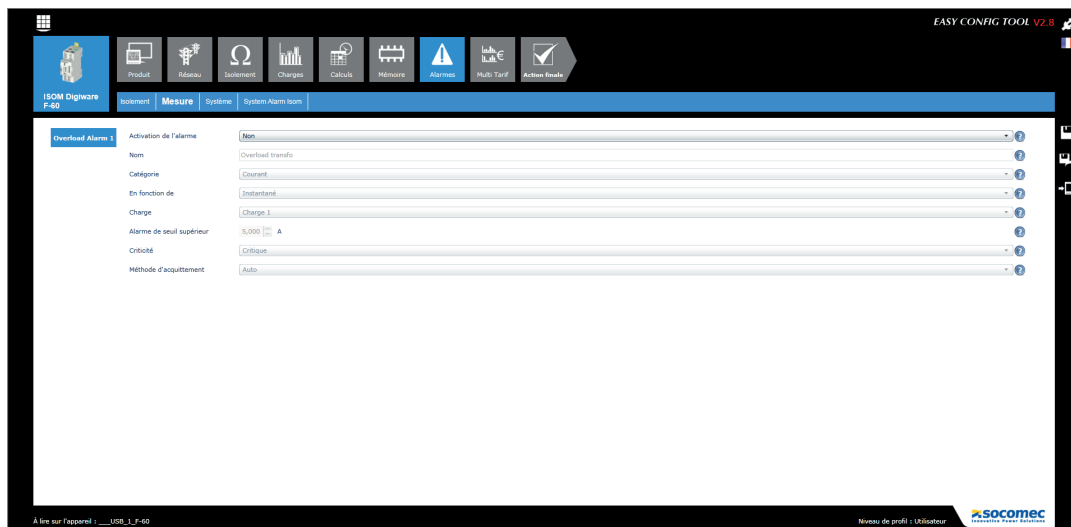 EASY CONFIG TOOL V2.8
ISOM Digiware
F-60
Produit
Réseau
Isolement
Charges
Calculs
Mémoire
Alarmes
Multi Tarif
Action finale
Isolement
Mesure
Système
System Alarm Isom
Overload Alarm 1
Activation de l'alarme
Non
Nom
Overload transfo
Catégorie
Courant
En fonction de
Instantané
Charge
Charge 1
Alarme de seuil supérieur
5,000 A
Criticité
Critique
Méthode d'acquittement
Auto
À lire sur l'appareil : ___USB_1_F-60
Niveau de profil : Utilisateur
socomec
Innovative Power Solutions